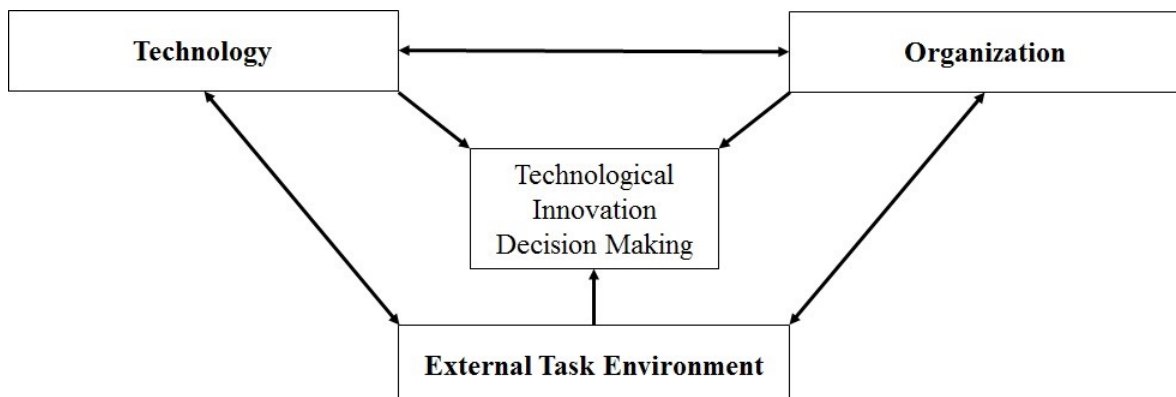 Technology
Organization
Technological
Innovation
Decision Making
External Task Environment